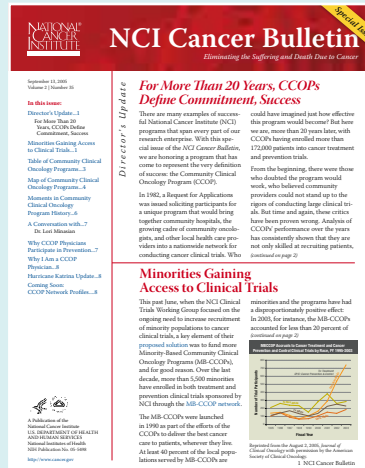 NATIONAL
CANCER
INSTITUTE
NCI Cancer Bulletin
Special Issue
Eliminating the Suffering and Death Due to Cancer
September 13, 2005
Volume 2 | Number 35
In this issue:
Director's Update...1
For More Than 20
Years, CCOPs Define
Commitment, Success
Minorities Gaining Access
to Clinical Trials...1
Table of Community Clinical
Oncology Programs...3
Map of Community Clinical
Oncology Programs...4
Moments in Community
Clinical Oncology
Program History...6
A Conversation with...7
Dr. Lori Minasian
Why CCOP Physicians
Participate in Prevention...7
Why I Am a CCOP
Physician...8
Hurricane Katrina Update...8
Coming Soon:
CCOP Network Profiles...8
A Publication of the
National Cancer Institute
U.S. DEPARTMENT OF HEALTH
AND HUMAN SERVICES
National Institutes of Health
NIH Publication No. 05-5498
http://www.cancer.gov
Director's Update
For More Than 20 Years, CCOPs
Define Commitment, Success
There are many examples of success-
ful National Cancer Institute (NCI)
programs that span every part of our
research enterprise. With this spe-
cial issue of the NCI Cancer Bulletin,
we are honoring a program that has
come to represent the very definition
of success: the Community Clinical
Oncology Program (CCOP).
In 1982, a Request for Applications
was issued soliciting participants for
a unique program that would bring
together community hospitals, the
growing cadre of community oncolo-
gists, and other local health care pro-
viders into a nationwide network for
conducting cancer clinical trials. Who
could have imagined just how effective
this program would become? But here
we are, more than 20 years later, with
CCOPs having enrolled more than
172,000 patients into cancer treatment
and prevention trials.
From the beginning, there were those
who doubted the program would
work, who believed community
providers could not stand up to the
rigors of conducting large clinical tri-
als. But time and again, these critics
have been proven wrong. Analysis of
CCOPs' performance over the years
has consistently shown that they are
not only skilled at recruiting patients,
(continued on page 2)
Minorities Gaining
Access to Clinical Trials
This past June, when the NCI Clinical
Trials Working Group focused on the
ongoing need to increase recruitment
of minority populations to cancer
clinical trials, a key element of their
proposed solution was to fund more
Minority-Based Community Clinical
Oncology Programs (MB-CCOPs),
and for good reason. Over the last
decade, more than 5,500 minorities
have enrolled in both treatment and
prevention clinical trials sponsored by
NCI through the MB-CCOP network.
The MB-CCOPs were launched
in 1990 as part of the efforts of the
CCOPs to deliver the best cancer
care to patients, wherever they live.
At least 40 percent of the local popu-
lations served by MB-CCOPs are
minorities and the programs have had
a disproportionately positive effect:
In 2005, for instance, the MB-CCOPs
accounted for less than 20 percent of
(continued on page 2)
MBCCOP Accruals to Cancer Treatment and Cancer
Prevention and Control Clinical Trials by Race, FY 1995-2005
Number of Trial Participants
Fiscal Year
Reprinted from the August 2, 2005, Journal of
Clinical Oncology with permission by the American
Society of Clinical Oncology.
1 NCI Cancer Bulletin